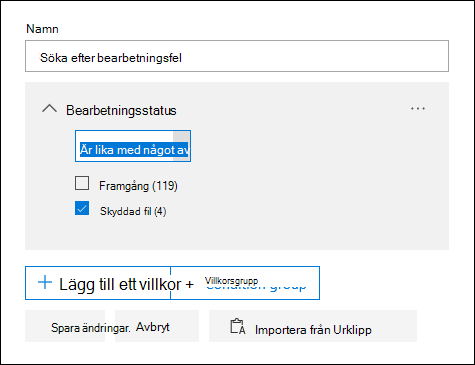 Namn
Söka efter bearbetningsfel
Bearbetningsstatus
Är lika med något av
Framgång (119)
Skyddad fil (4)
+ Lägg till ett villkor + Villkorsgrupp
condition group
Spara ändringar. Avbryt Importera från Urklipp